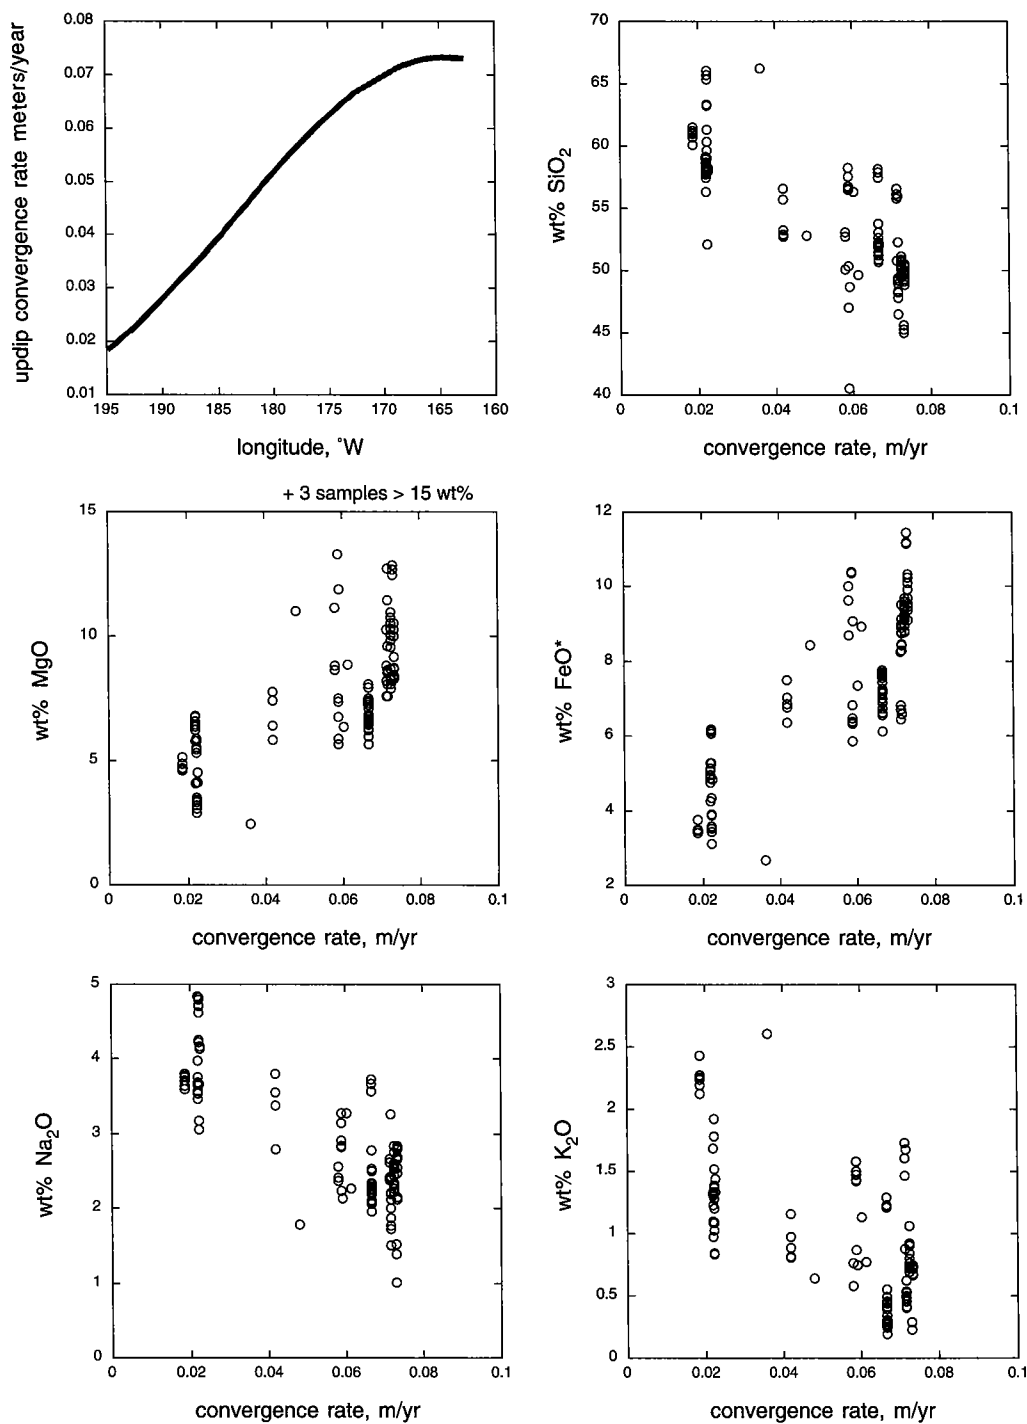 updip convergence rate meters/year
0.08
0.07
0.06
0.05
0.04
0.03
0.02
0.01
195 190 185 180 175 170 165 160
longitude, °W
wt% SiO2
70
65
60
55
50
45
40
0 0.02 0.04 0.06 0.08 0.1
convergence rate, m/yr
+ 3 samples > 15 wt%
wt% MgO
15
10
5
0
0 0.02 0.04 0.06 0.08 0.1
convergence rate, m/yr
wt% FeO*
12
10
8
6
4
2
0 0.02 0.04 0.06 0.08 0.1
convergence rate, m/yr
wt% Na2O
5
4
3
2
1
0
0 0.02 0.04 0.06 0.08 0.1
convergence rate, m/yr
wt% K2O
3
2.5
2
1.5
1
0.5
0
0 0.02 0.04 0.06 0.08 0.1
convergence rate, m/yr